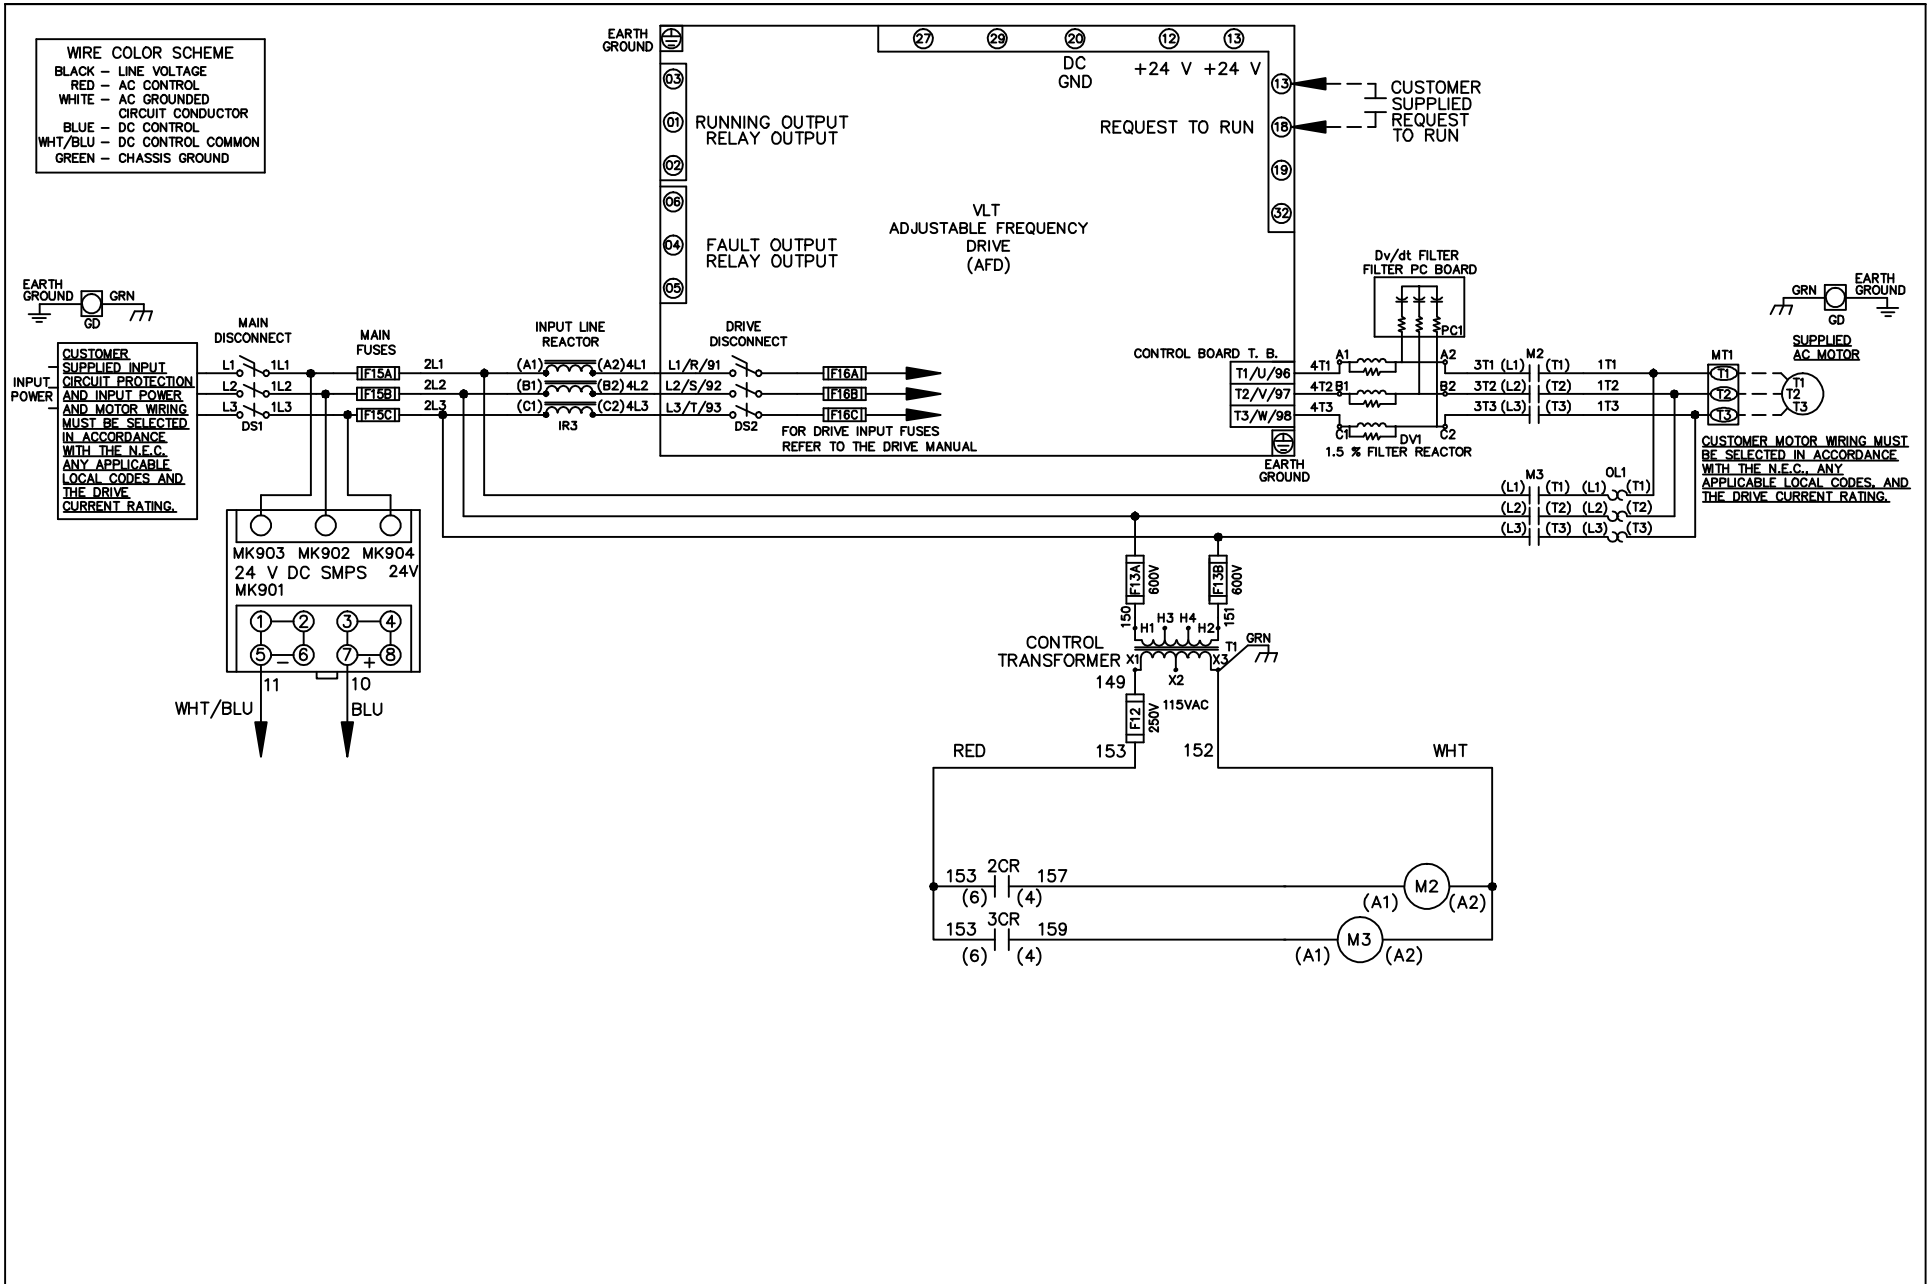 WIRE COLOR SCHEME
BLACK – LINE VOLTAGE
RED – AC CONTROL
WHITE – AC GROUNDED
CIRCUIT CONDUCTOR
BLUE – DC CONTROL
WHT/BLU – DC CONTROL COMMON
GREEN – CHASSIS GROUND
EARTH
GROUND
27 29 20 12 13
DC
GND
+24 V +24 V
03
01
02
RUNNING OUTPUT
RELAY OUTPUT
06
04
05
FAULT OUTPUT
RELAY OUTPUT
VLT
ADJUSTABLE FREQUENCY
DRIVE
(AFD)
13
REQUEST TO RUN 18
19
32
CUSTOMER
SUPPLIED
REQUEST
TO RUN
EARTH
GROUND
GRN
GD
INPUT
POWER
CUSTOMER
SUPPLIED INPUT
CIRCUIT PROTECTION
AND INPUT POWER
AND MOTOR WIRING
MUST BE SELECTED
IN ACCORDANCE
WITH THE N.E.C.
ANY APPLICABLE
LOCAL CODES AND
THE DRIVE
CURRENT RATING.
MAIN
DISCONNECT
L1 1L1
L2 1L2
L3 1L3
DS1
MAIN
FUSES
F15A
F15B
F15C
2L1
2L2
2L3
INPUT LINE
REACTOR
(A1) (A2) 4L1
(B1) (B2) 4L2
(C1) (C2) 4L3
IR3
L1/R/91
L2/S/92
L3/T/93
DRIVE
DISCONNECT
DS2
F16A
F16B
F16C
FOR DRIVE INPUT FUSES
REFER TO THE DRIVE MANUAL
CONTROL BOARD T. B.
T1/U/96
T2/V/97
T3/W/98
EARTH
GROUND
4T1
4T2
4T3
Dv/dt FILTER
FILTER PC BOARD
PC1
A1 A2
B1 B2
C1 C2
DV1
1.5 % FILTER REACTOR
M2
3T1 (L1) (T1) 1T1
3T2 (L2) (T2) 1T2
3T3 (L3) (T3) 1T3
MT1
T1
T2
T3
GRN
EARTH
GROUND
GD
SUPPLIED
AC MOTOR
T1
T2
T3
CUSTOMER MOTOR WIRING MUST
BE SELECTED IN ACCORDANCE
WITH THE N.E.C., ANY
APPLICABLE LOCAL CODES, AND
THE DRIVE CURRENT RATING.
M3 OL1
(L1) (T1) (L1) (T1)
(L2) (T2) (L2) (T2)
(L3) (T3) (L3) (T3)
MK903 MK902 MK904
24 V DC SMPS 24V
MK901
1 2 3 4
5 – 6 7 + 8
11 10
WHT/BLU BLU
F13A
600V
F13B
600V
150 151
H1 H3 H4 H2
CONTROL
TRANSFORMER
T1
GRN
X1 X2 X3
149
F12
250V
115VAC
RED 153 152 WHT
153 2CR 157
(6) (4)
M2
(A1) (A2)
153 3CR 159
(6) (4)
M3
(A1) (A2)